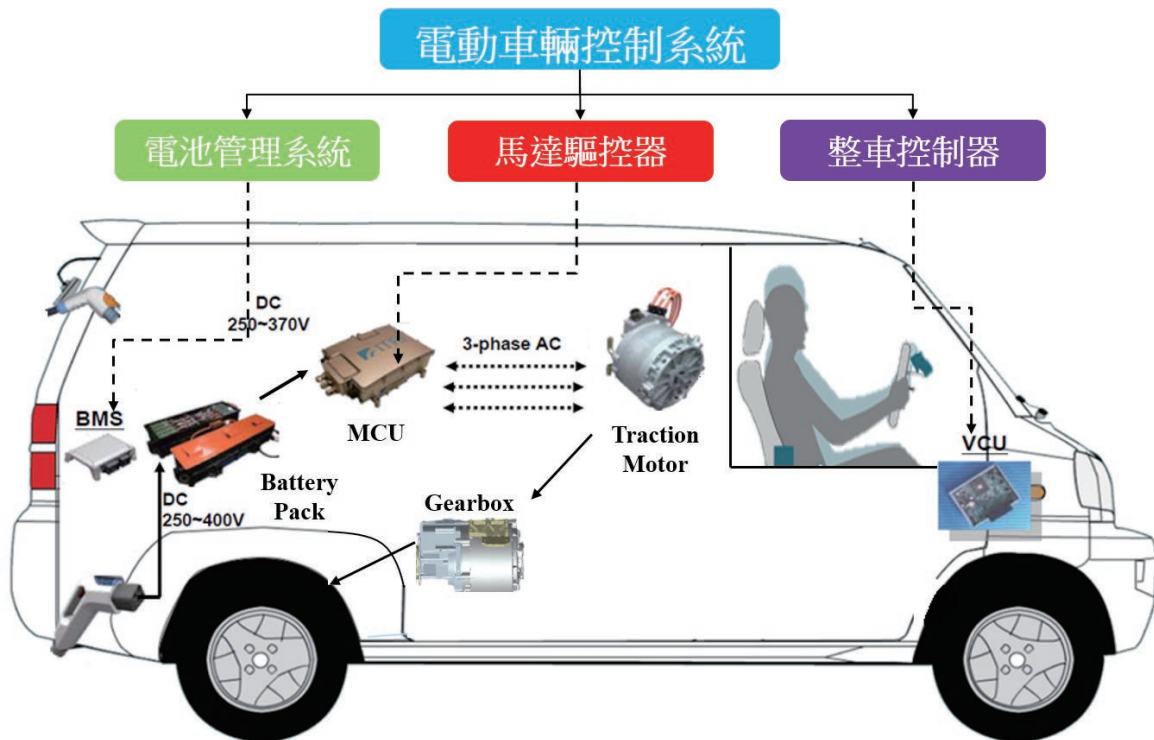 電動車輛控制系統
電池管理系統
馬達驅控器
整車控制器
DC
250~370V
3-phase AC
BMS
MCU
Traction
Motor
VCU
Battery
Pack
DC
250~400V
Gearbox